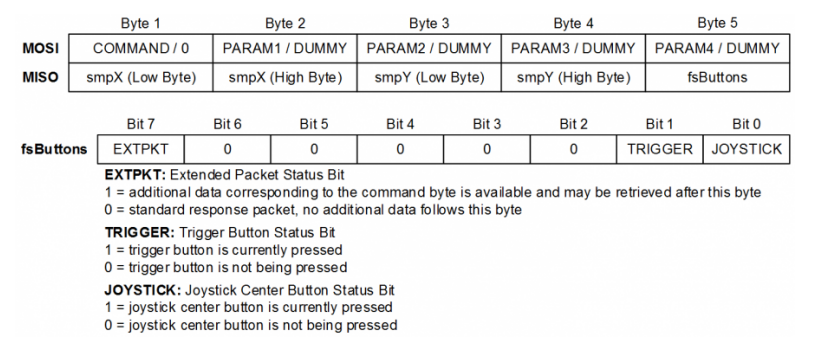 Byte 1 Byte 2 Byte 3 Byte 4 Byte 5
MOSI COMMAND / 0 PARAM1 / DUMMY PARAM2 / DUMMY PARAM3 / DUMMY PARAM4 / DUMMY
MISO smpX (Low Byte) smpX (High Byte) smpY (Low Byte) smpY (High Byte) fsButtons
Bit 7 Bit 6 Bit 5 Bit 4 Bit 3 Bit 2 Bit 1 Bit 0
fsButtons EXTPKT 0 0 0 0 0 TRIGGER JOYSTICK
EXTPKT: Extended Packet Status Bit
1 = additional data corresponding to the command byte is available and may be retrieved after this byte
0 = standard response packet, no additional data follows this byte
TRIGGER: Trigger Button Status Bit
1 = trigger button is currently pressed
0 = trigger button is not being pressed
JOYSTICK: Joystick Center Button Status Bit
1 = joystick center button is currently pressed
0 = joystick center button is not being pressed